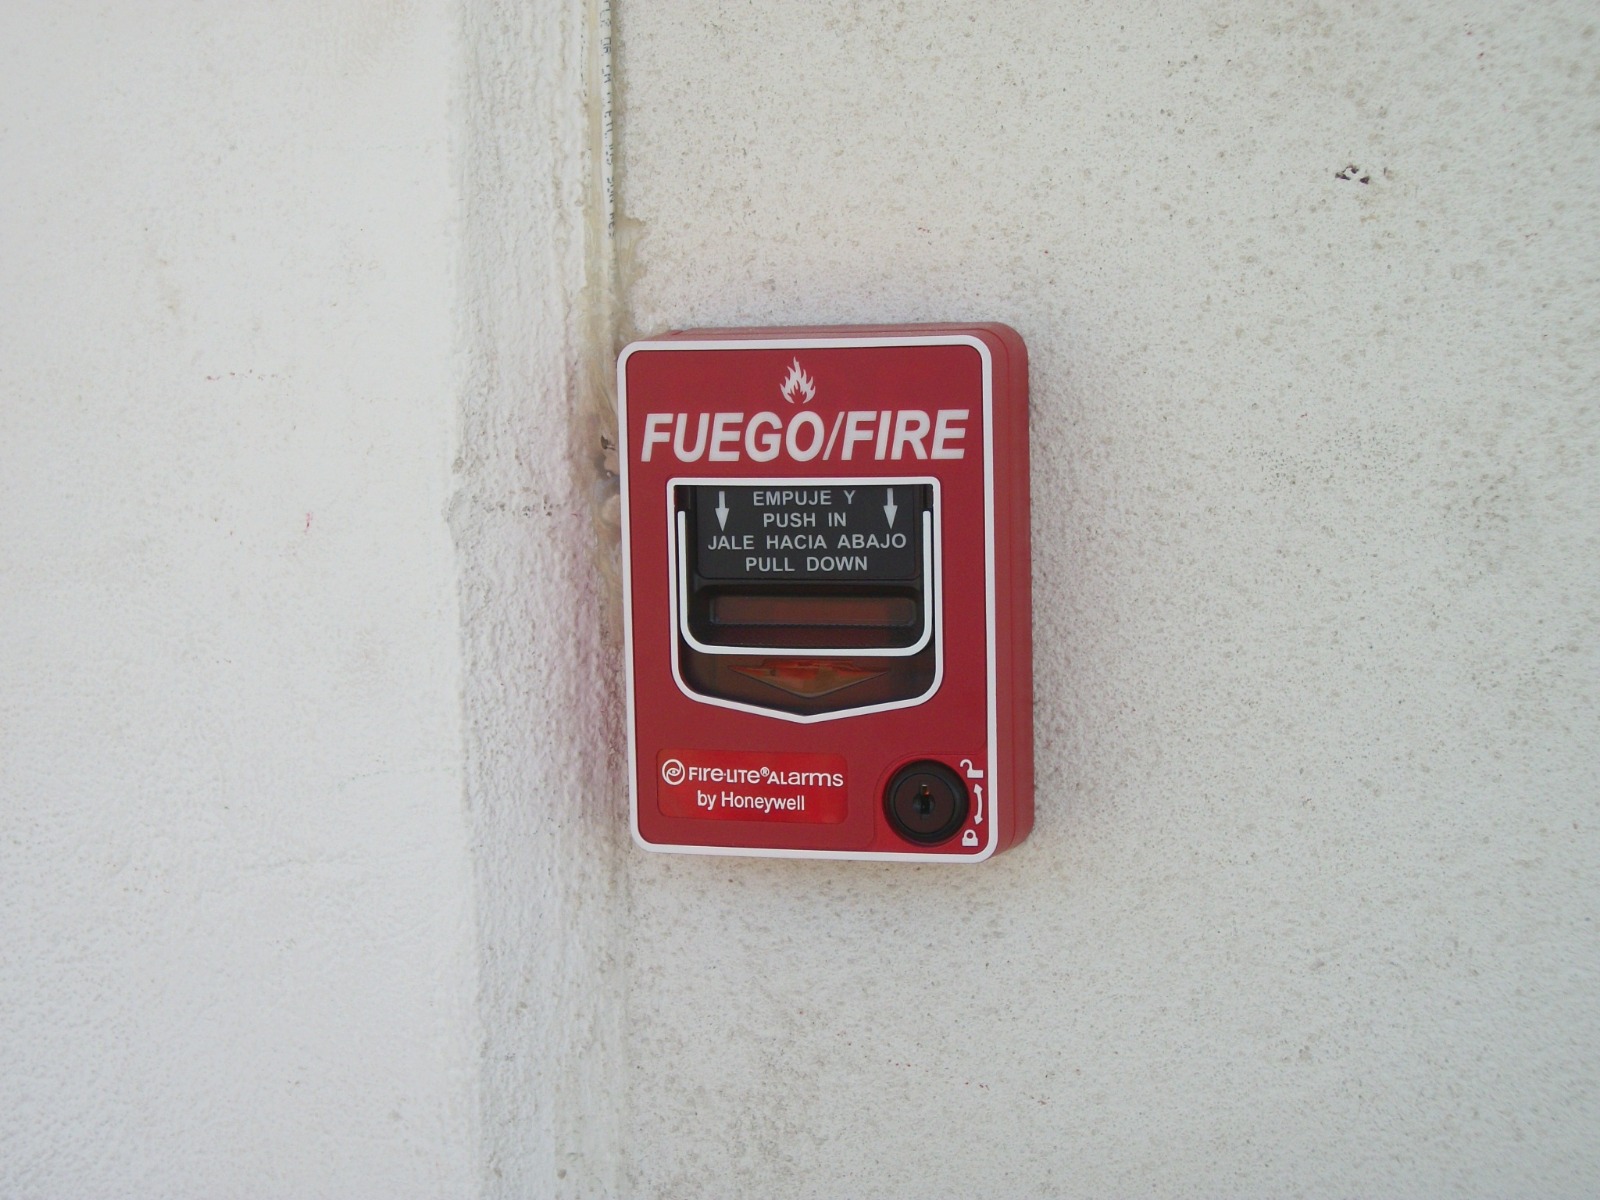 FUEGO/FIRE
EMPUJE Y
PUSH IN
JALE HACIA ABAJO
PULL DOWN
FIRE·LITE® ALARMS
by Honeywell